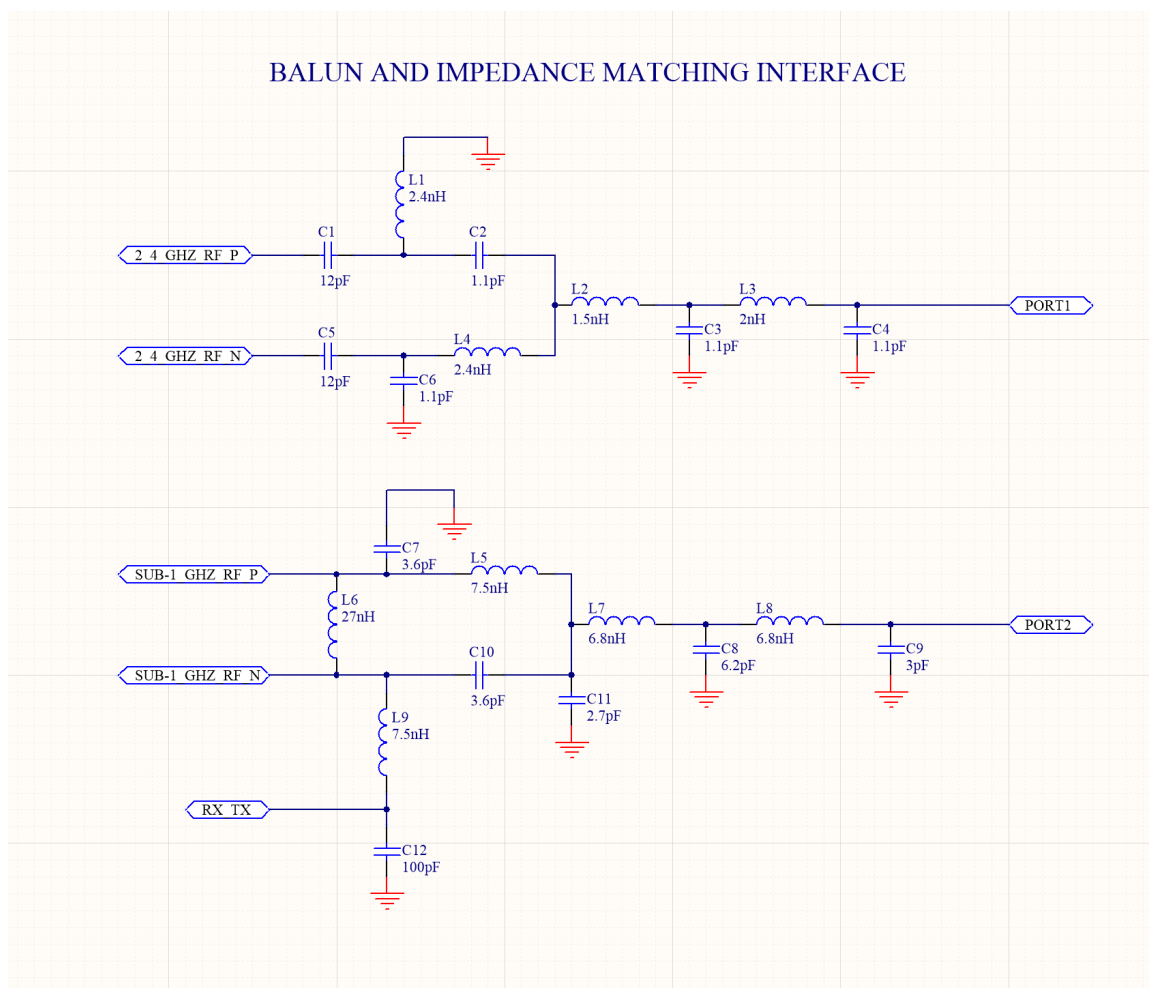 BALUN AND IMPEDANCE MATCHING INTERFACE
L1
2.4nH
C1
12pF
C2
1.1pF
2_4_GHZ_RF_P
L2
1.5nH
L3
2nH
PORT1
C3
1.1pF
C4
1.1pF
C5
12pF
L4
2.4nH
2_4_GHZ_RF_N
C6
1.1pF
C7
3.6pF
L5
7.5nH
SUB-1_GHZ_RF_P
L6
27nH
L7
6.8nH
L8
6.8nH
PORT2
C8
6.2pF
C9
3pF
C10
3.6pF
SUB-1_GHZ_RF_N
C11
2.7pF
L9
7.5nH
RX_TX
C12
100pF